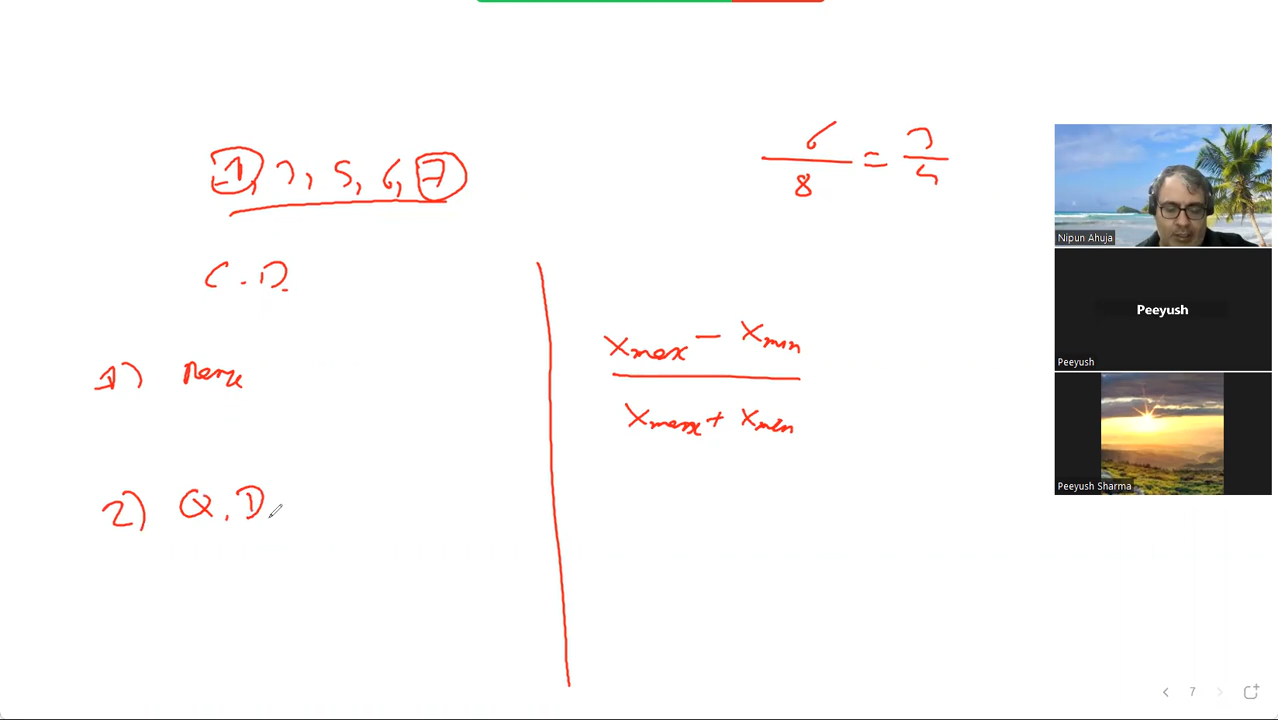 1, 3, 5, 6, 7
6/8 = 3/4
C.D.
1) Range
Xmax - Xmin
Xmax + Xmin
2) Q.D
Nipun Ahuja
Peeyush
Peeyush
Peeyush Sharma
7